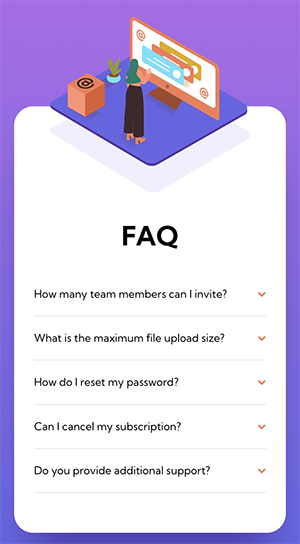 @
@
@
FAQ
How many team members can I invite?
What is the maximum file upload size?
How do I reset my password?
Can I cancel my subscription?
Do you provide additional support?